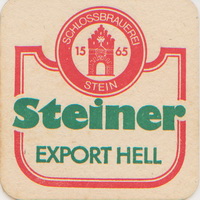 SCHLOSSBRAUEREI
15 65
STEIN
Steiner
EXPORT HELL